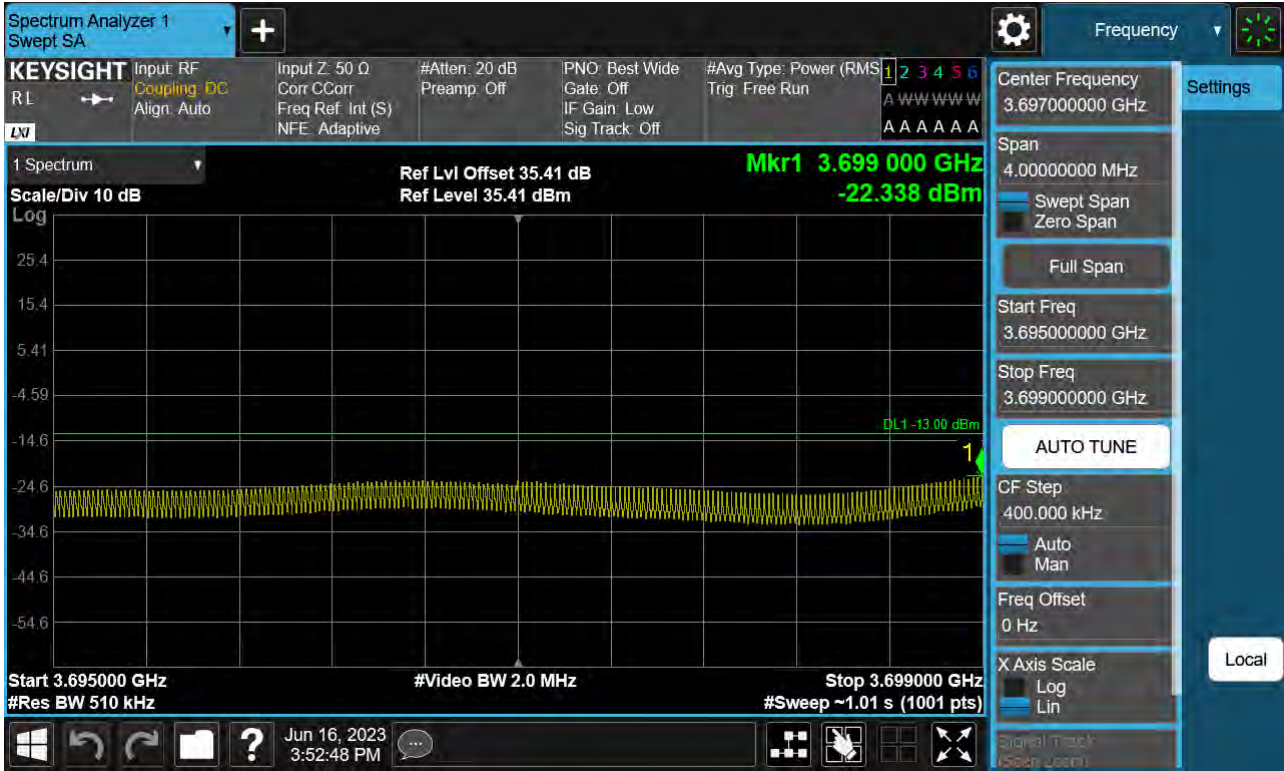 Spectrum Analyzer 1
Swept SA
+
Frequency
KEYSIGHT
RL
LXI
Input: RF
Coupling: DC
Align: Auto
Input Z: 50 Ω
Corr CCorr
Freq Ref: Int (S)
NFE: Adaptive
#Atten: 20 dB
Preamp: Off
PNO: Best Wide
Gate: Off
IF Gain: Low
Sig Track: Off
#Avg Type: Power (RMS
Trig: Free Run
1 2 3 4 5 6
A W W W W W
A A A A A A
1 Spectrum
Scale/Div 10 dB
Log
Ref Lvl Offset 35.41 dB
Ref Level 35.41 dBm
Mkr1 3.699 000 GHz
-22.338 dBm
25.4
15.4
5.41
-4.59
-14.6
-24.6
-34.6
-44.6
-54.6
DL1 -13.00 dBm
1
Start 3.695000 GHz
#Res BW 510 kHz
#Video BW 2.0 MHz
Stop 3.699000 GHz
#Sweep ~1.01 s (1001 pts)
Center Frequency
3.697000000 GHz
Span
4.00000000 MHz
Swept Span
Zero Span
Full Span
Start Freq
3.695000000 GHz
Stop Freq
3.699000000 GHz
AUTO TUNE
CF Step
400.000 kHz
Auto
Man
Freq Offset
0 Hz
X Axis Scale
Log
Lin
Signal Track
(Span Zoom)
Settings
Local
?
Jun 16, 2023
3:52:48 PM